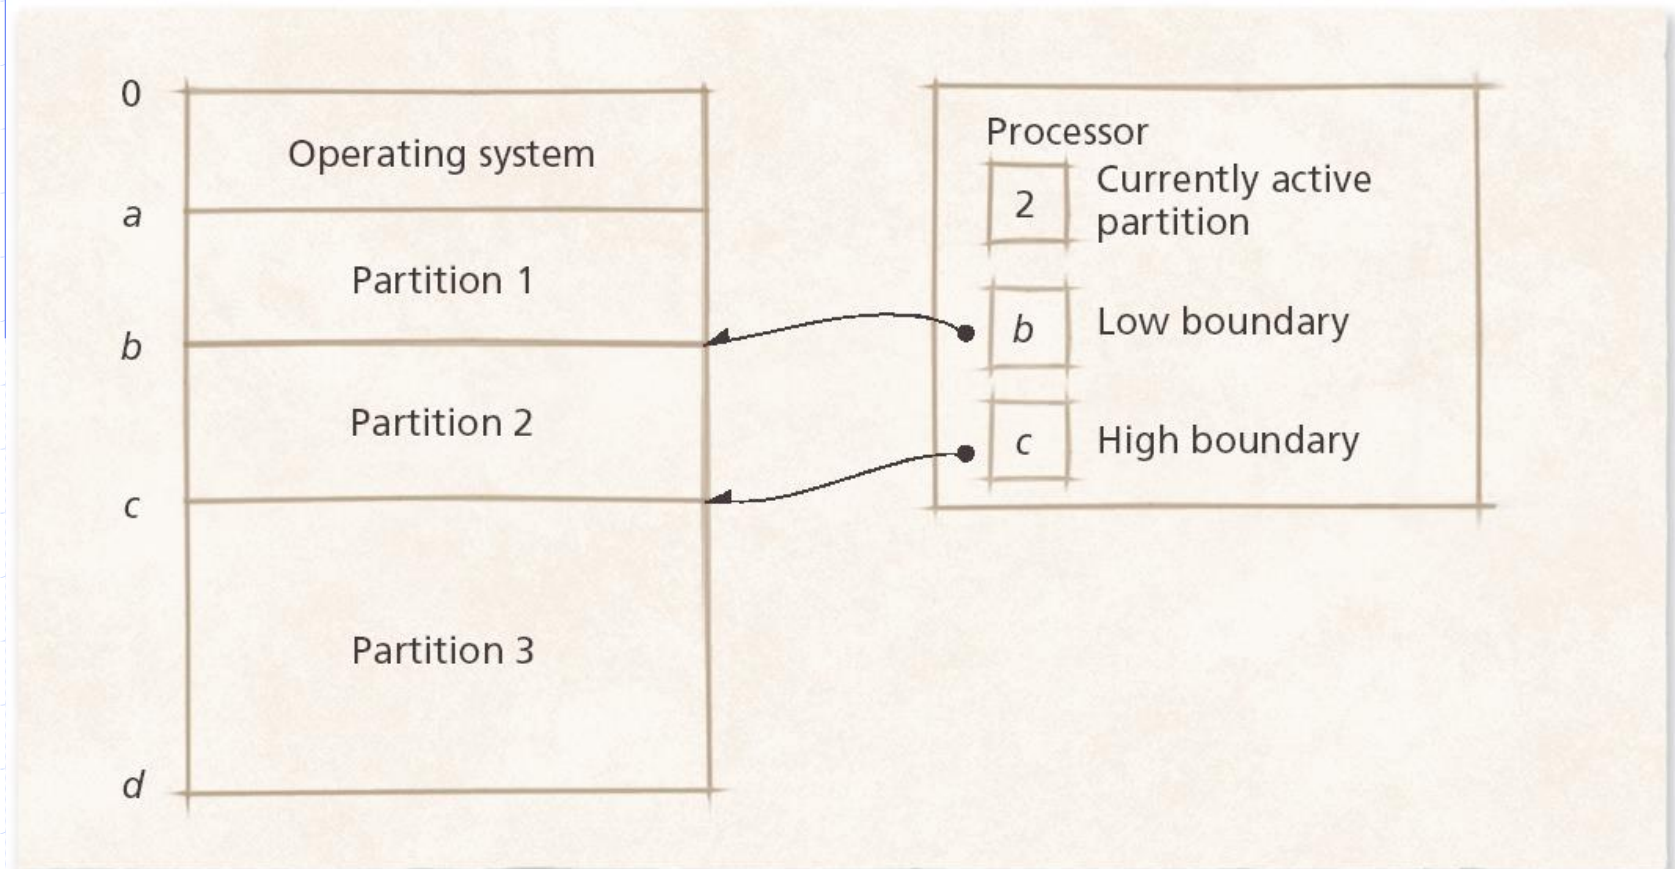 0
Operating system
a
Partition 1
b
Partition 2
c
Partition 3
d
Processor
2
Currently active
partition
b
Low boundary
c
High boundary